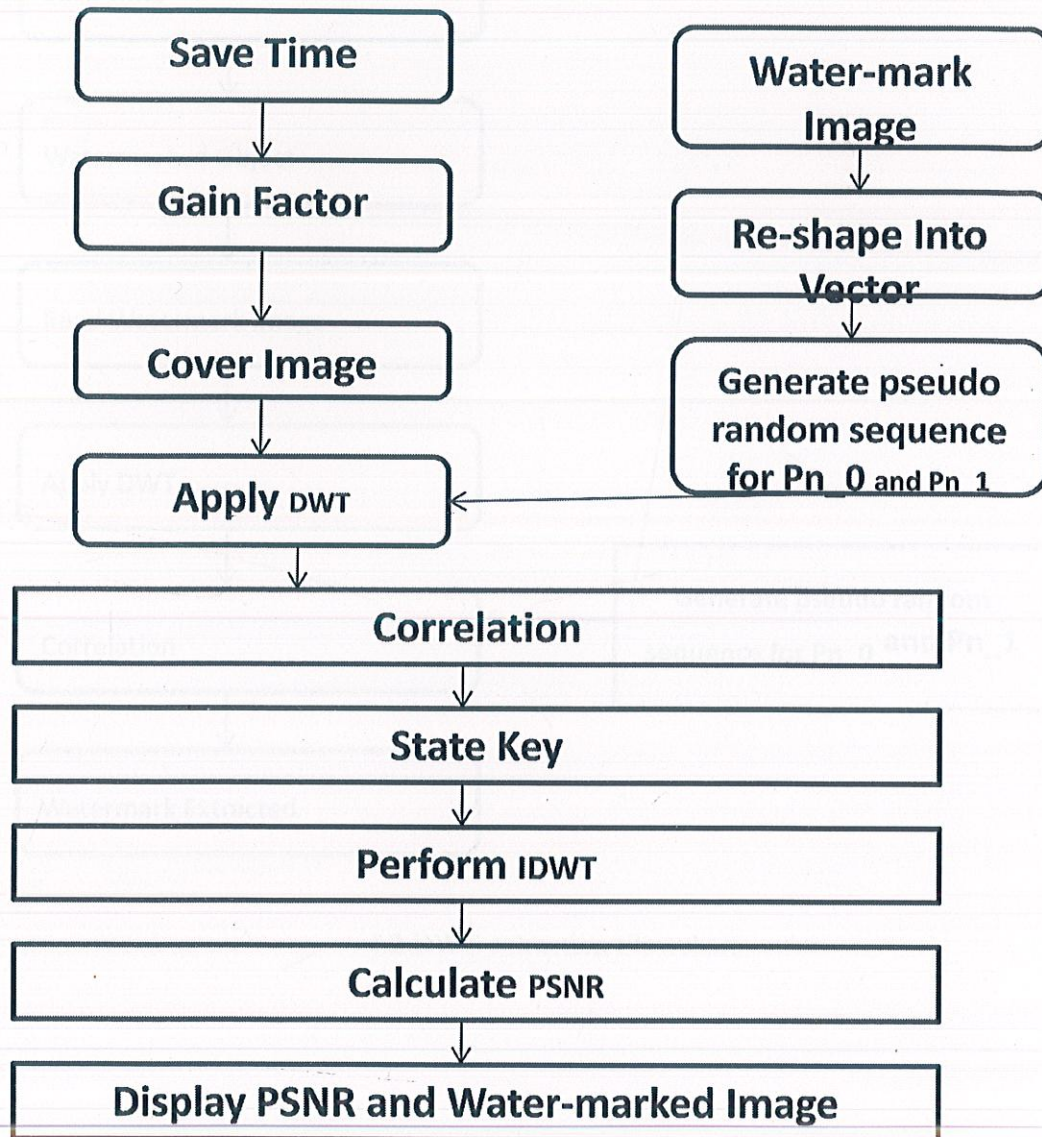 Save Time
Gain Factor
Cover Image
Apply DWT
Water-mark
Image
Re-shape Into
Vector
Generate pseudo
random sequence
for Pn_0 and Pn_1
Correlation
State Key
Perform IDWT
Calculate PSNR
Display PSNR and Water-marked Image